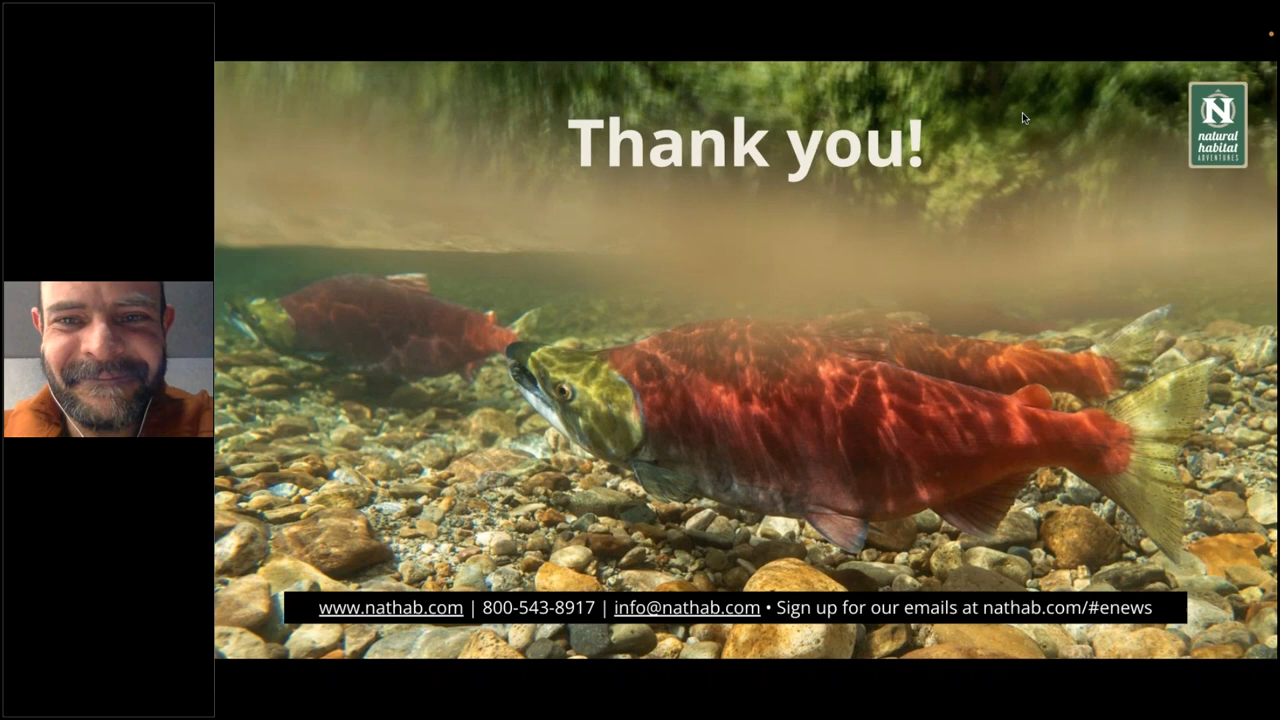 Thank you!
N
natural
habitat
ADVENTURES
www.nathab.com | 800-543-8917 | info@nathab.com • Sign up for our emails at nathab.com/#enews